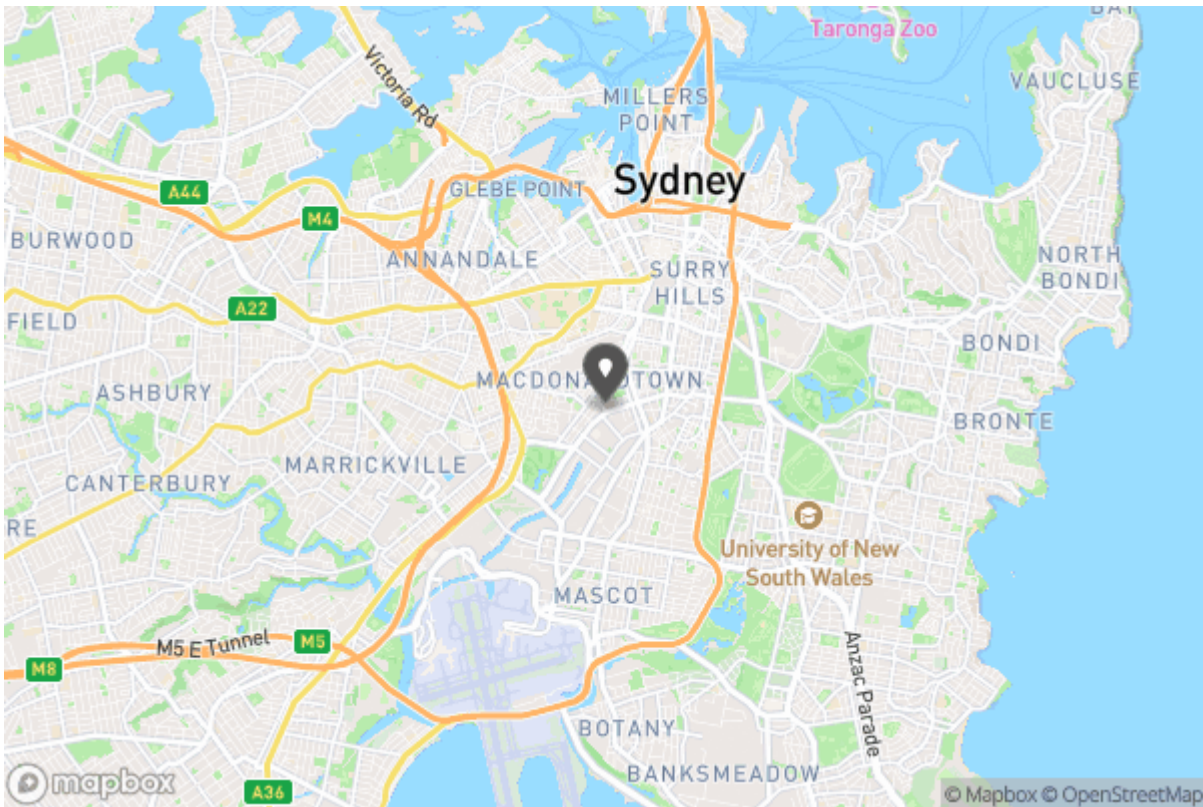 Taronga Zoo
BAY
VAUCLUSE
Victoria Rd
MILLERS
POINT
Sydney
GLEBE POINT
A44
M4
BURWOOD
ANNANDALE
SURRY
HILLS
NORTH
BONDI
A22
FIELD
BONDI
MACDONA DTOWN
ASHBURY
BRONTE
MARRICKVILLE
CANTERBURY
RE
University of New
South Wales
MASCOT
M5 E Tunnel
M5
M8
Anzac Parade
BOTANY
BANKSMEADOW
A36
mapbox
© Mapbox © OpenStreetMap